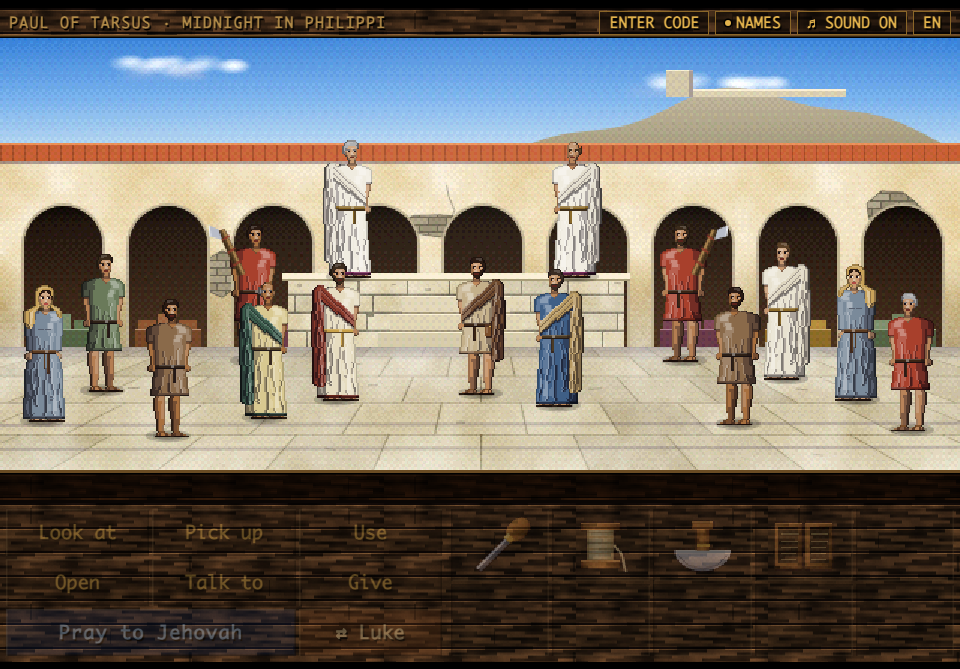 PAUL OF TARSUS · MIDNIGHT IN PHILIPPI
ENTER CODE
• NAMES
♬ SOUND ON
EN
Look at
Pick up
Use
Open
Talk to
Give
Pray to Jehovah
⇄ Luke